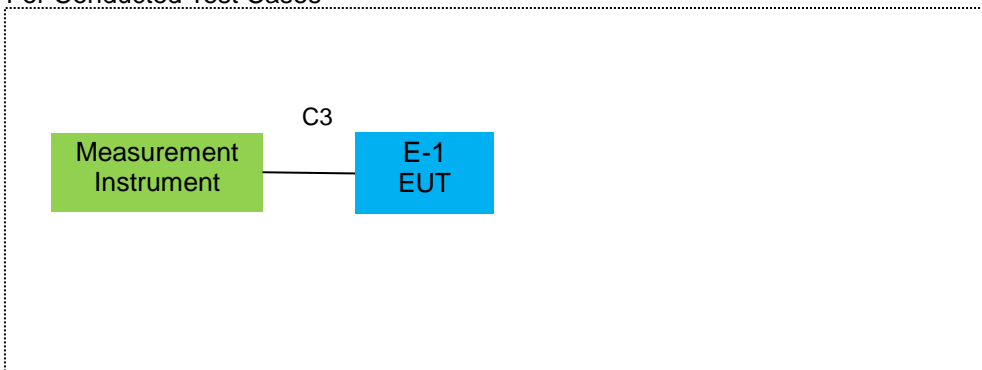 For Conducted Test Cases
C3
Measurement
Instrument
E-1
EUT